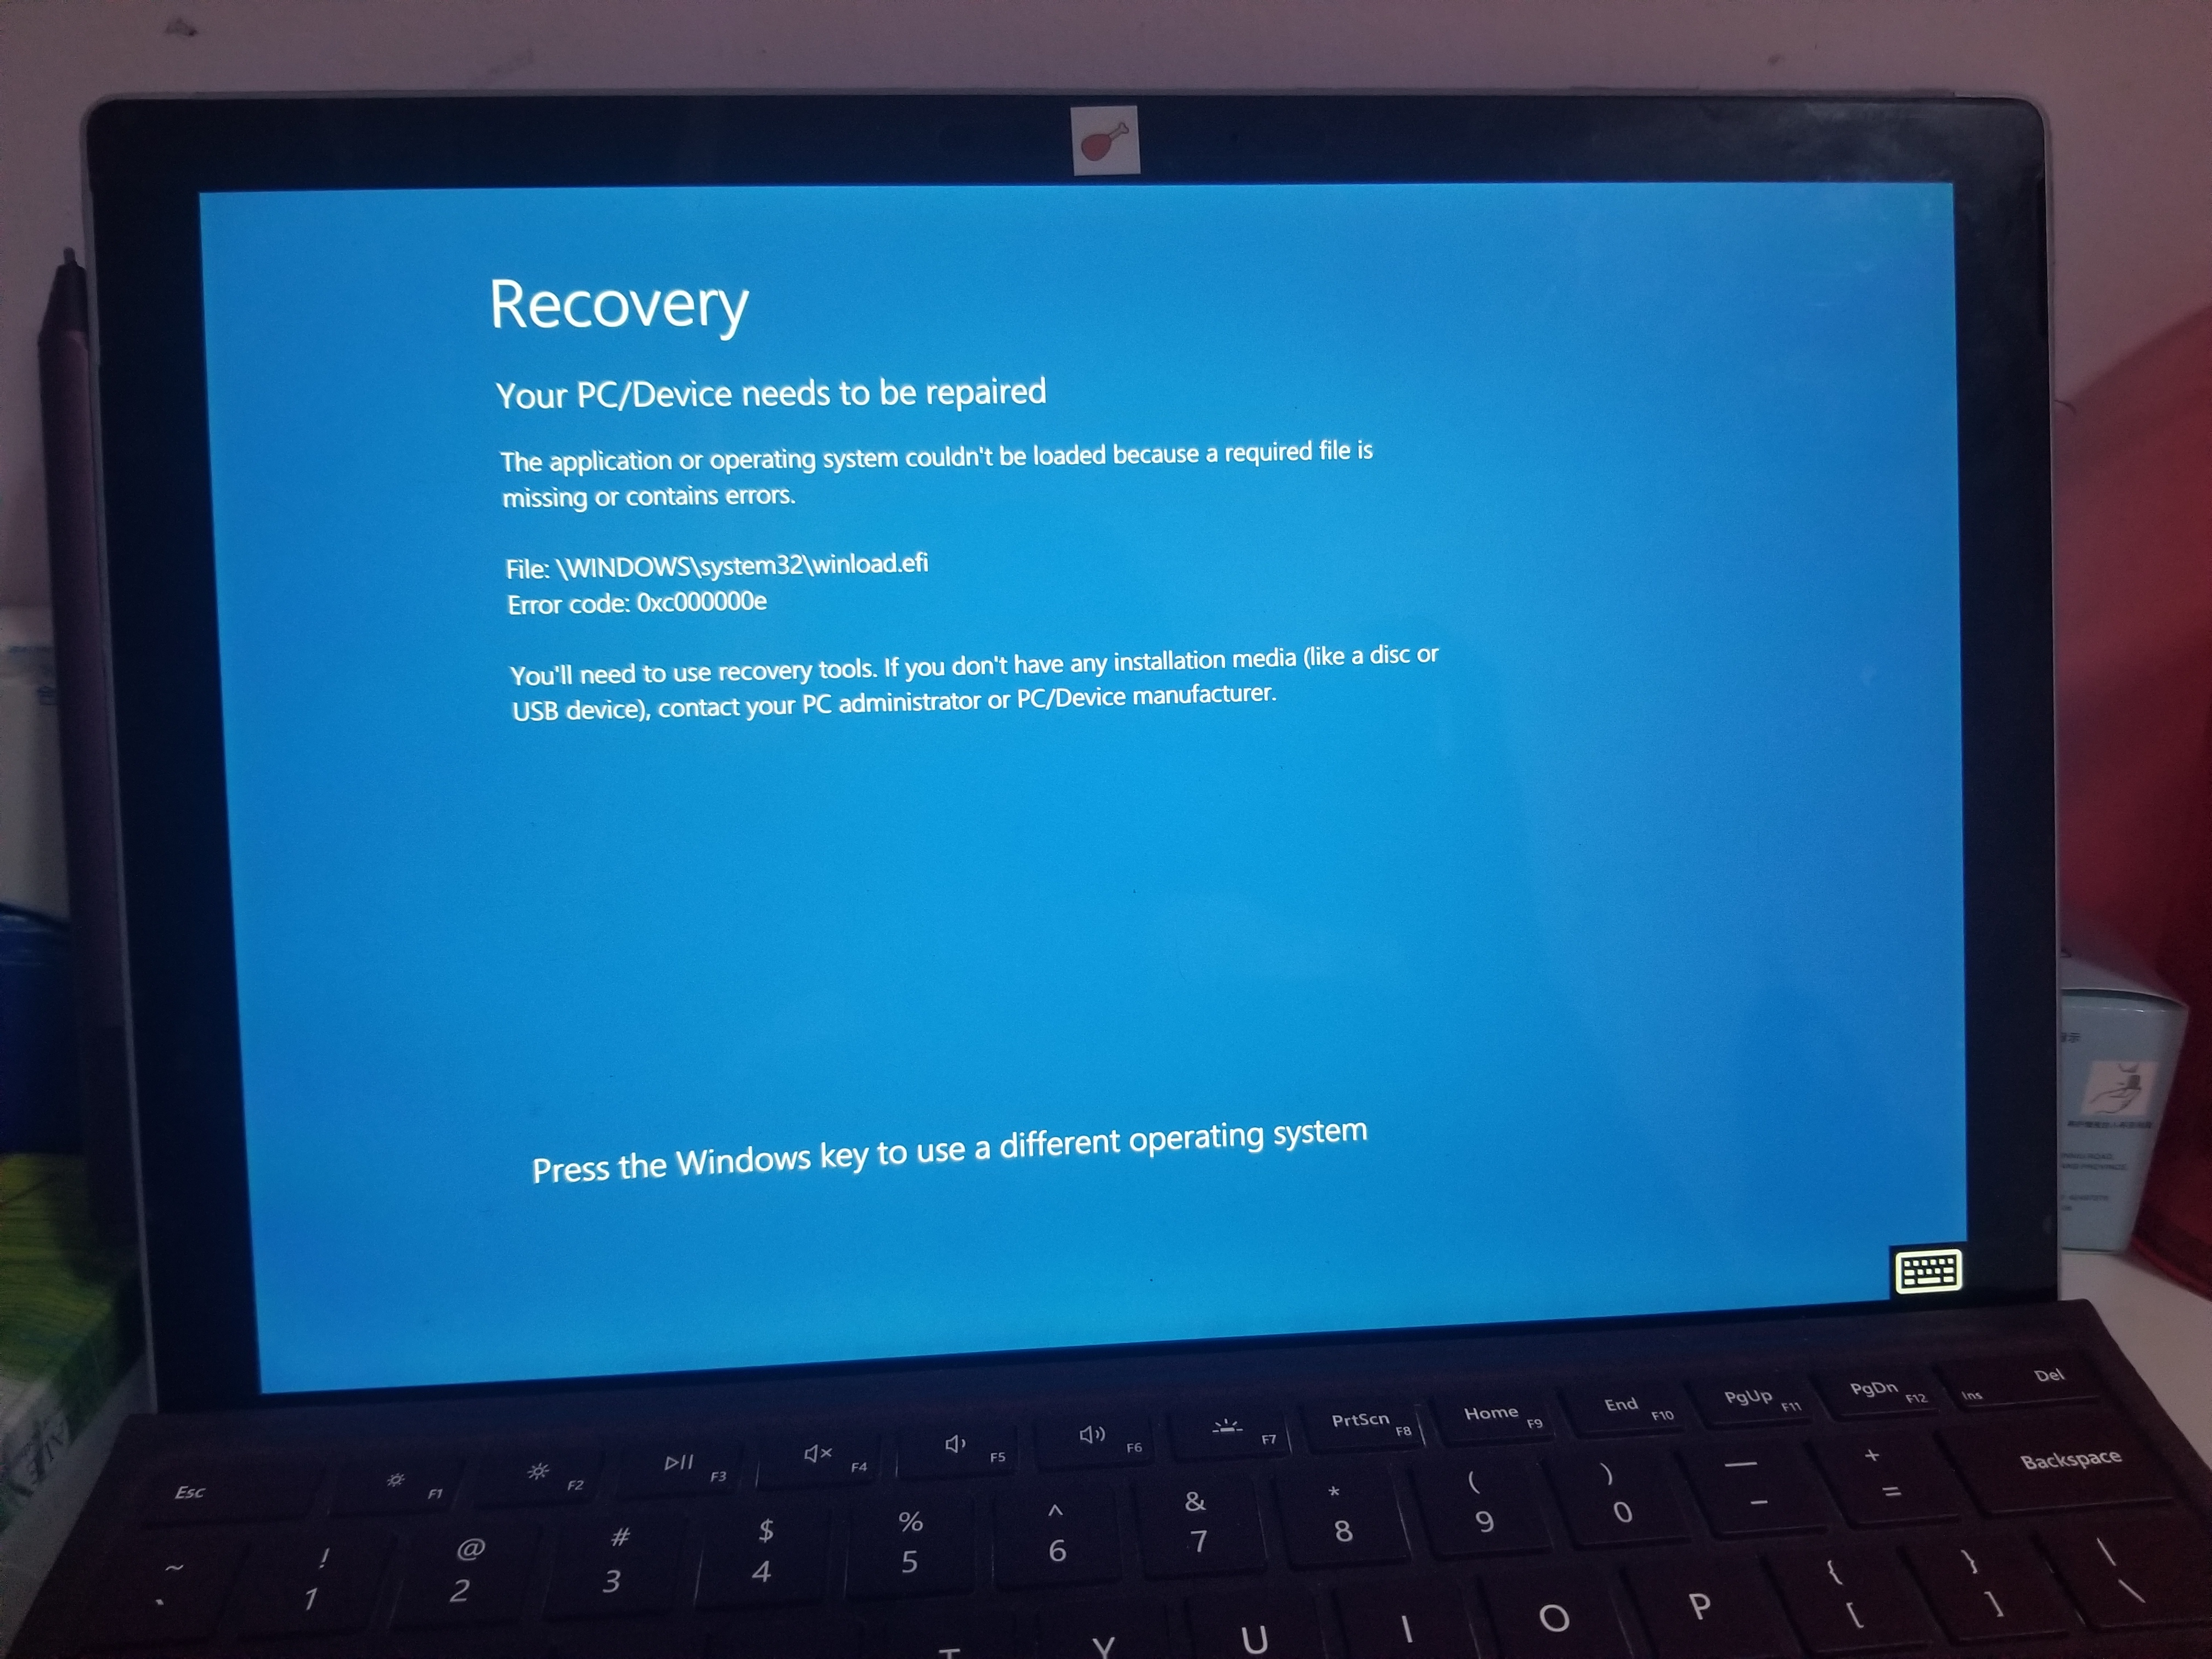 Recovery
Your PC/Device needs to be repaired
The application or operating system couldn't be loaded because a required file is
missing or contains errors.
File: \WINDOWS\system32\winload.efi
Error code: 0xc000000e
You'll need to use recovery tools. If you don't have any installation media (like a disc or
USB device), contact your PC administrator or PC/Device manufacturer.
Press the Windows key to use a different operating system
Esc F1 F2 F3 F4 F5 F6 F7 PrtScn F8 Home F9 End F10 PgUp F11 PgDn F12 Ins Del
~ ! @ # $ % ^ & * ( ) — + Backspace
` 1 2 3 4 5 6 7 8 9 0 - =
T Y U I O P { [ } ] | \